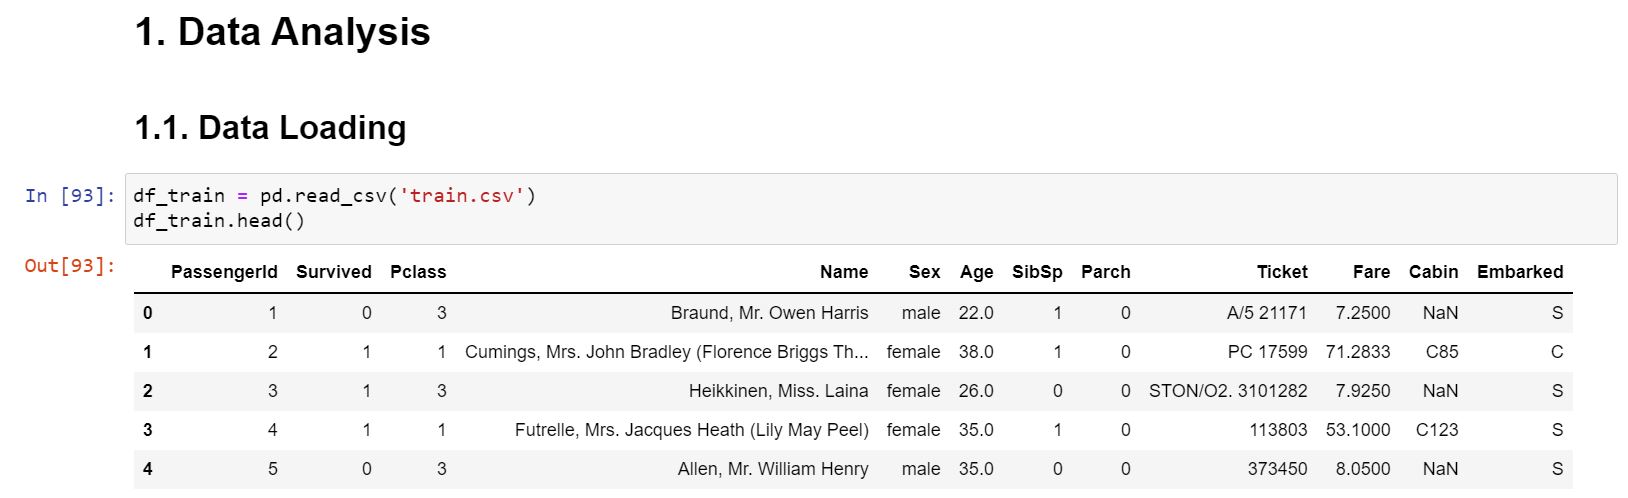 1. Data Analysis
1.1. Data Loading
In [93]: df_train = pd.read_csv('train.csv')
df_train.head()
Out[93]:
PassengerId Survived Pclass Name Sex Age SibSp Parch Ticket Fare Cabin Embarked
0 1 0 3 Braund, Mr. Owen Harris male 22.0 1 0 A/5 21171 7.2500 NaN S
1 2 1 1 Cumings, Mrs. John Bradley (Florence Briggs Th... female 38.0 1 0 PC 17599 71.2833 C85 C
2 3 1 3 Heikkinen, Miss. Laina female 26.0 0 0 STON/O2. 3101282 7.9250 NaN S
3 4 1 1 Futrelle, Mrs. Jacques Heath (Lily May Peel) female 35.0 1 0 113803 53.1000 C123 S
4 5 0 3 Allen, Mr. William Henry male 35.0 0 0 373450 8.0500 NaN S